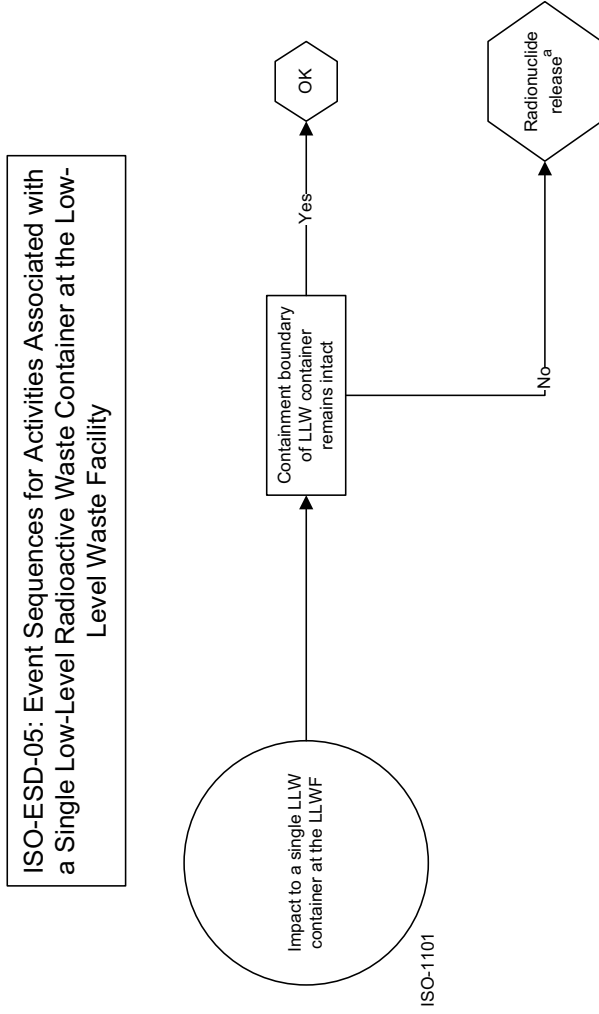 ISO-ESD-05: Event Sequences for Activities Associated with
a Single Low-Level Radioactive Waste Container at the Low-
Level Waste Facility
Impact to a single LLW
container at the LLWF
ISO-1101
Containment boundary
of LLW container
remains intact
Yes
OK
No
Radionuclide
release^a